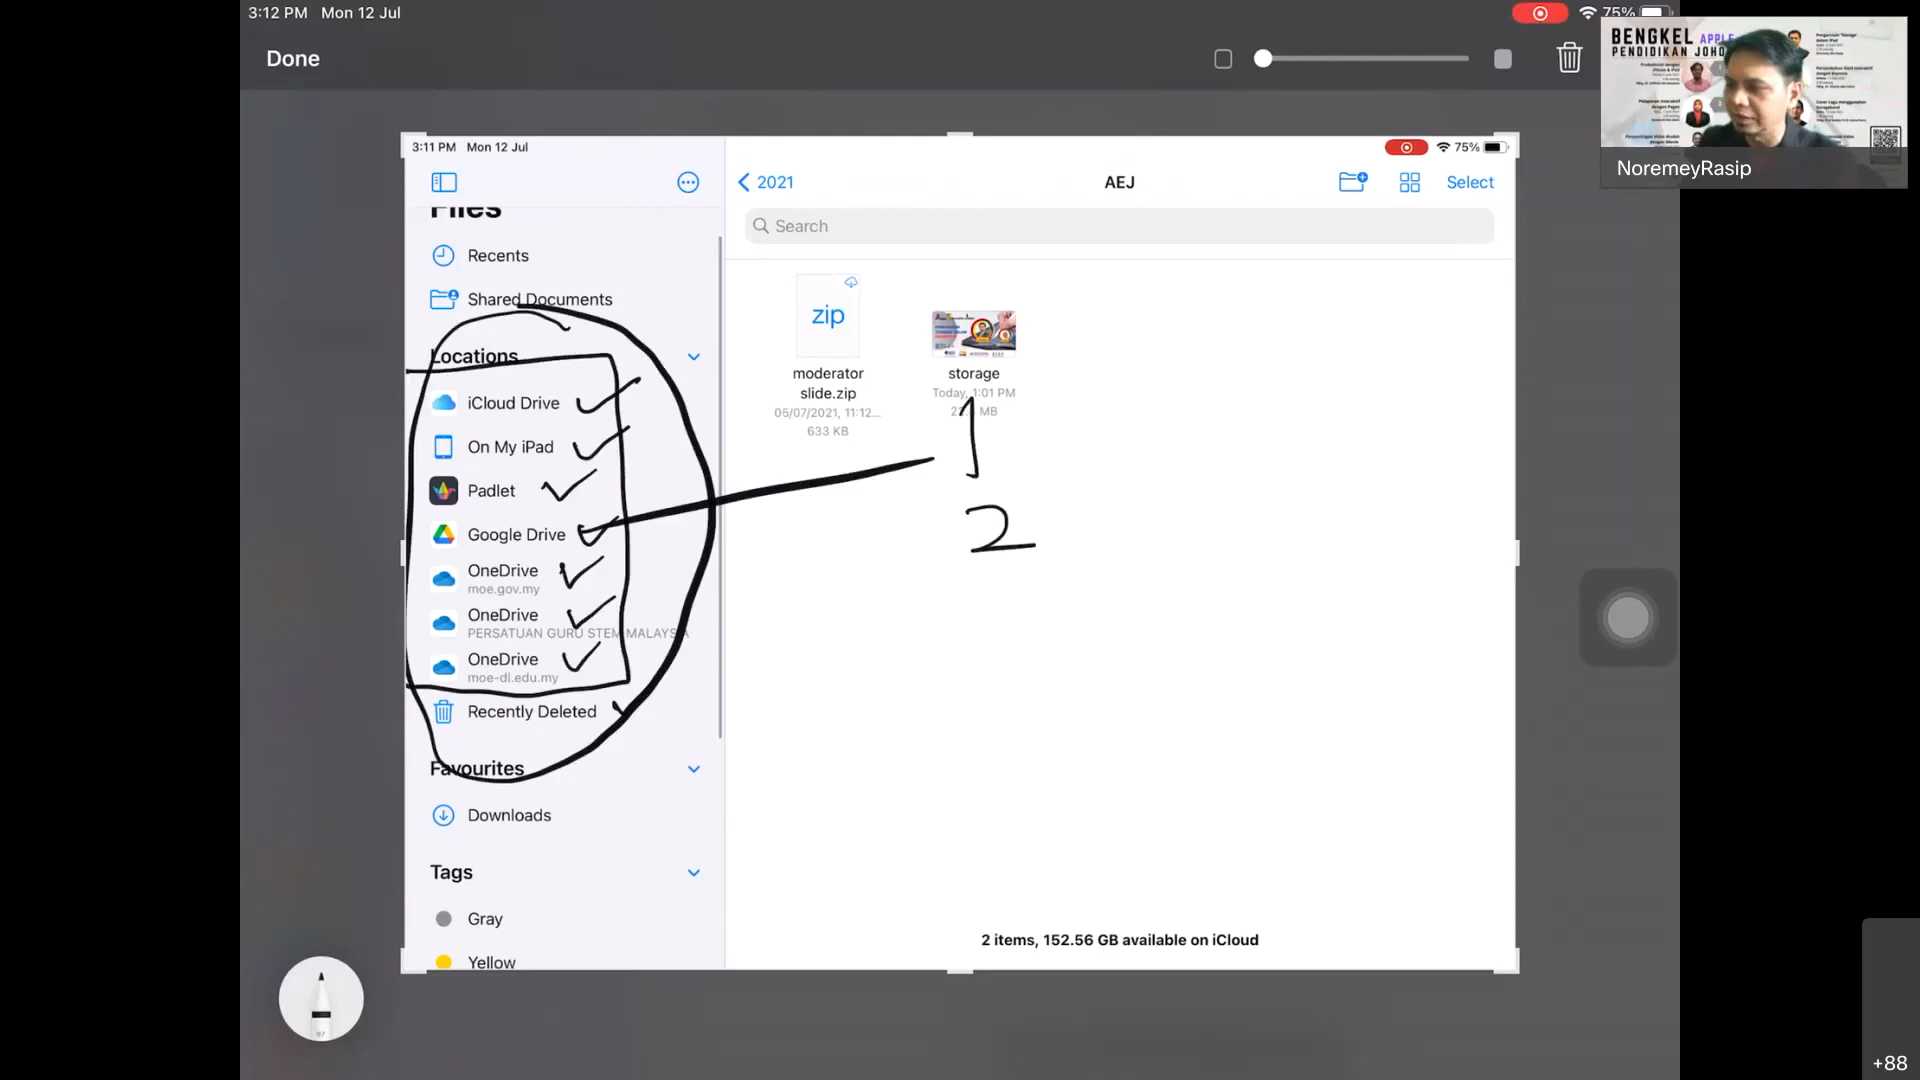 3:12 PM Mon 12 Jul
75%
Done
BENGKEL APPLE
PENDIDIKAN JOHO
NoremeyRasip
3:11 PM Mon 12 Jul
75%
2021
AEJ
Select
Files
Search
Recents
Shared Documents
Locations
iCloud Drive
On My iPad
Padlet
Google Drive
OneDrive
moe.gov.my
OneDrive
PERSATUAN GURU STEM MALAYSIA
OneDrive
moe-dl.edu.my
Recently Deleted
Favourites
Downloads
Tags
Gray
Yellow
zip
moderator
slide.zip
05/07/2021, 11:12...
633 KB
storage
Today, 1:01 PM
MB
1
2
2 items, 152.56 GB available on iCloud
97
+88